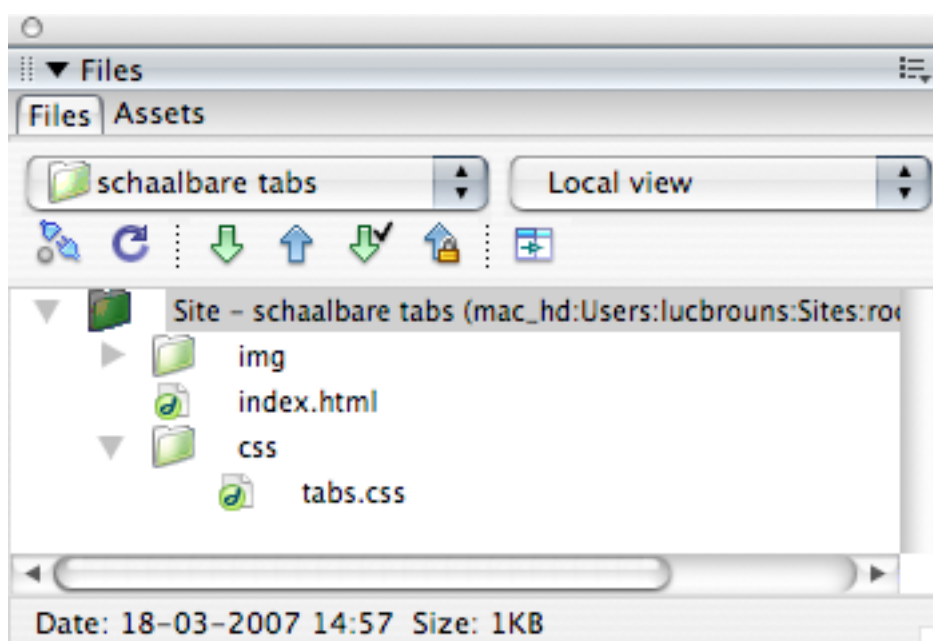 Files
Files Assets
schaalbare tabs Local view
Site – schaalbare tabs (mac_hd:Users:lucbrouns:Sites:roo
img
index.html
css
tabs.css
Date: 18-03-2007 14:57 Size: 1KB